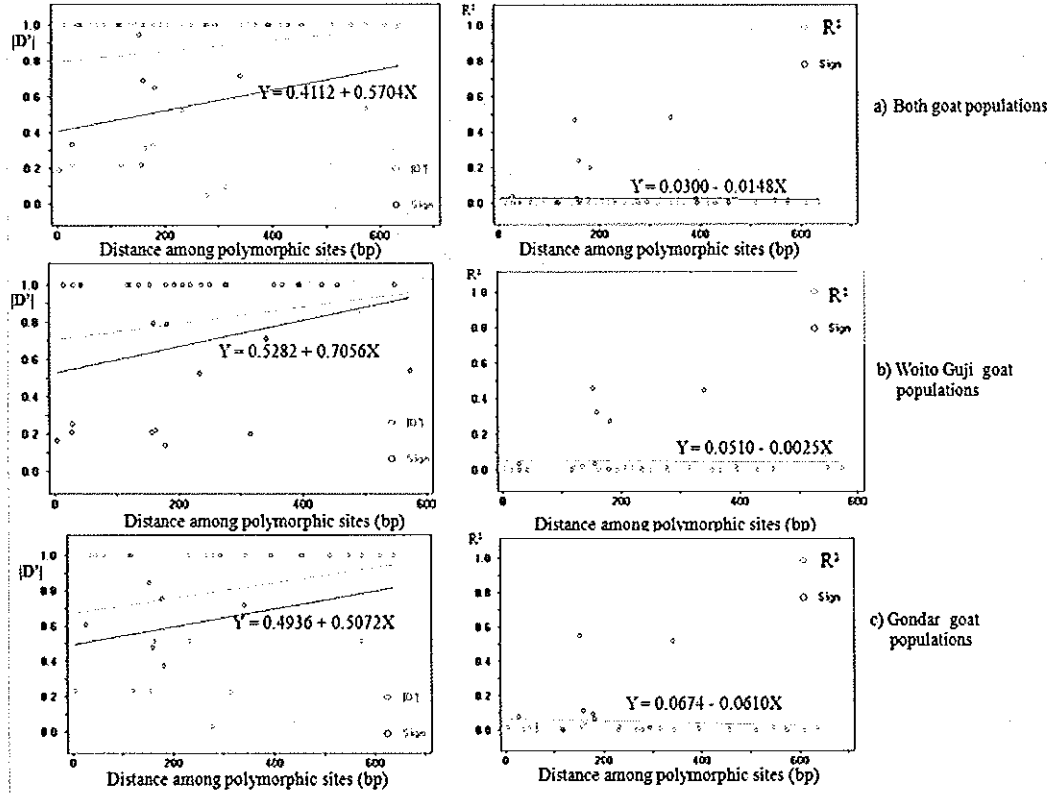 1.0
|D'|
0.8
0.6
0.4
0.2
0.0
Y = 0.4112 + 0.5704X
|D'|
Sign
0 200 400 600
Distance among polymorphic sites (bp)
R²
1.0
0.8
0.6
0.4
0.2
0.0
R²
Sign
Y = 0.0300 - 0.0148X
0 200 400 600
Distance among polymorphic sites (bp)
a) Both goat populations
|D'|
1.0
0.8
0.6
0.4
0.2
0.0
Y = 0.5282 + 0.7056X
|D'|
Sign
0 200 400 600
Distance among polymorphic sites (bp)
R²
1.0
0.8
0.6
0.4
0.2
0.0
R²
Sign
Y = 0.0510 - 0.0025X
0 200 400 600
Distance among polymorphic sites (bp)
b) Woito Guji goat
populations
1.0
|D'|
0.8
0.6
0.4
0.2
0.0
Y = 0.4936 + 0.5072X
|D'|
Sign
0 200 400 600
Distance among polymorphic sites (bp)
R²
1.0
0.8
0.6
0.4
0.2
0.0
R²
Sign
Y = 0.0674 - 0.0610X
0 200 400 600
Distance among polymorphic sites (bp)
c) Gondar goat
populations